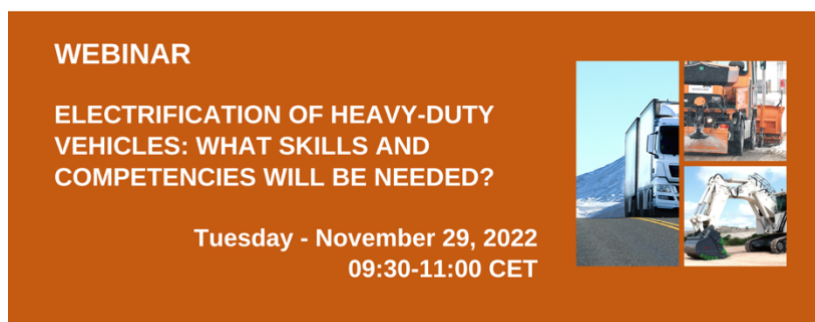 WEBINAR
ELECTRIFICATION OF HEAVY-DUTY
VEHICLES: WHAT SKILLS AND
COMPETENCIES WILL BE NEEDED?
Tuesday - November 29, 2022
09:30-11:00 CET